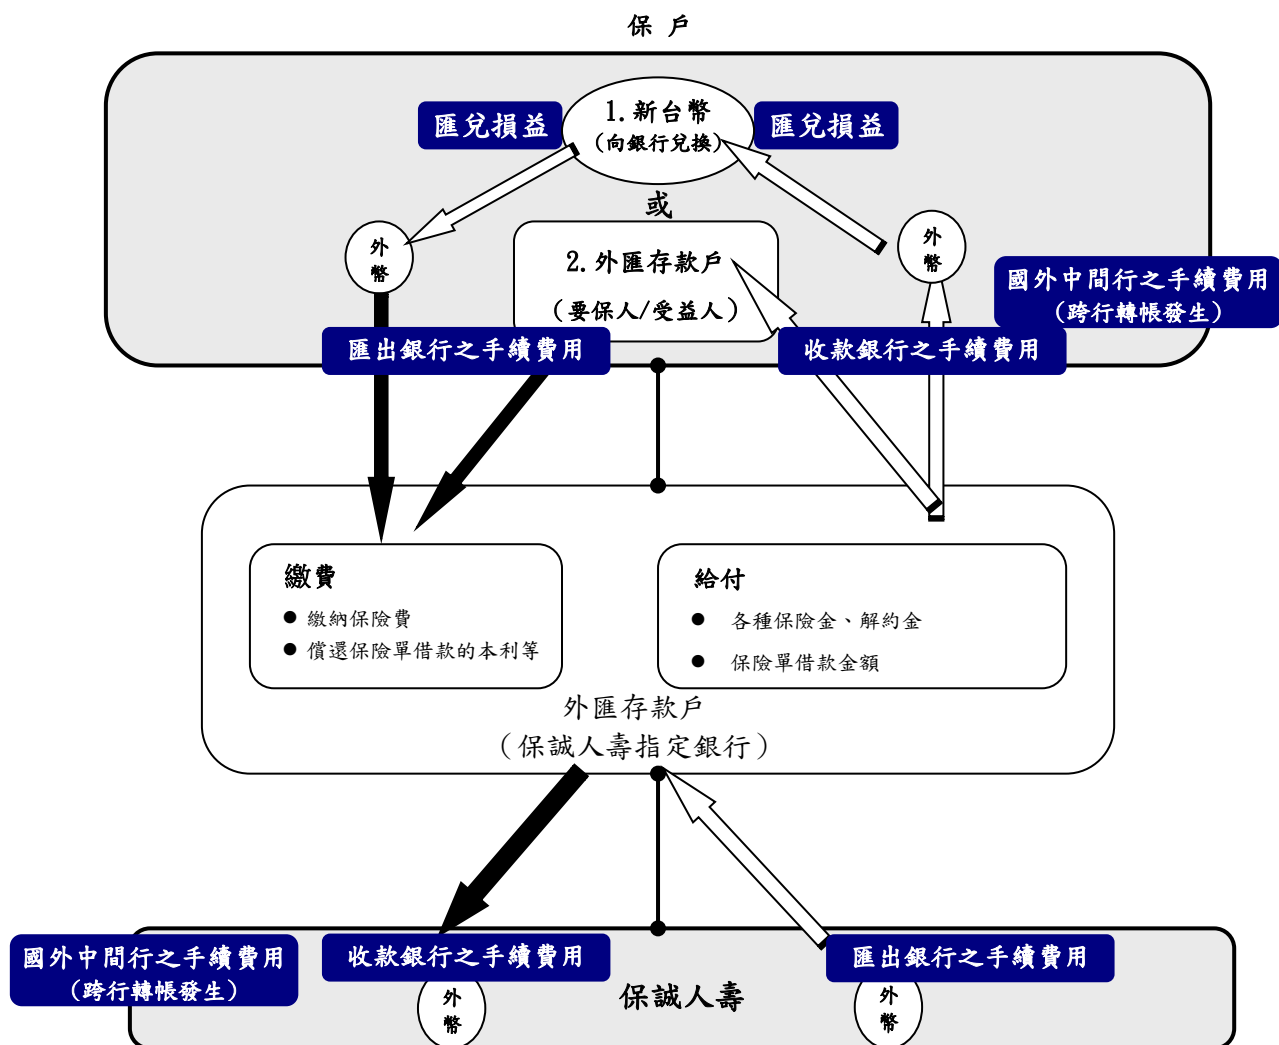 保 戶
匯兌損益
1.新台幣
(向銀行兌換)
匯兌損益
或
外
幣
2.外匯存款戶
(要保人/受益人)
外
幣
國外中間行之手續費用
(跨行轉帳發生)
匯出銀行之手續費用
收款銀行之手續費用
繳費
● 繳納保險費
● 償還保險單借款的本利等
給付
● 各種保險金、解約金
● 保險單借款金額
外匯存款戶
(保誠人壽指定銀行)
國外中間行之手續費用
(跨行轉帳發生)
收款銀行之手續費用
匯出銀行之手續費用
外
幣
保誠人壽
外
幣